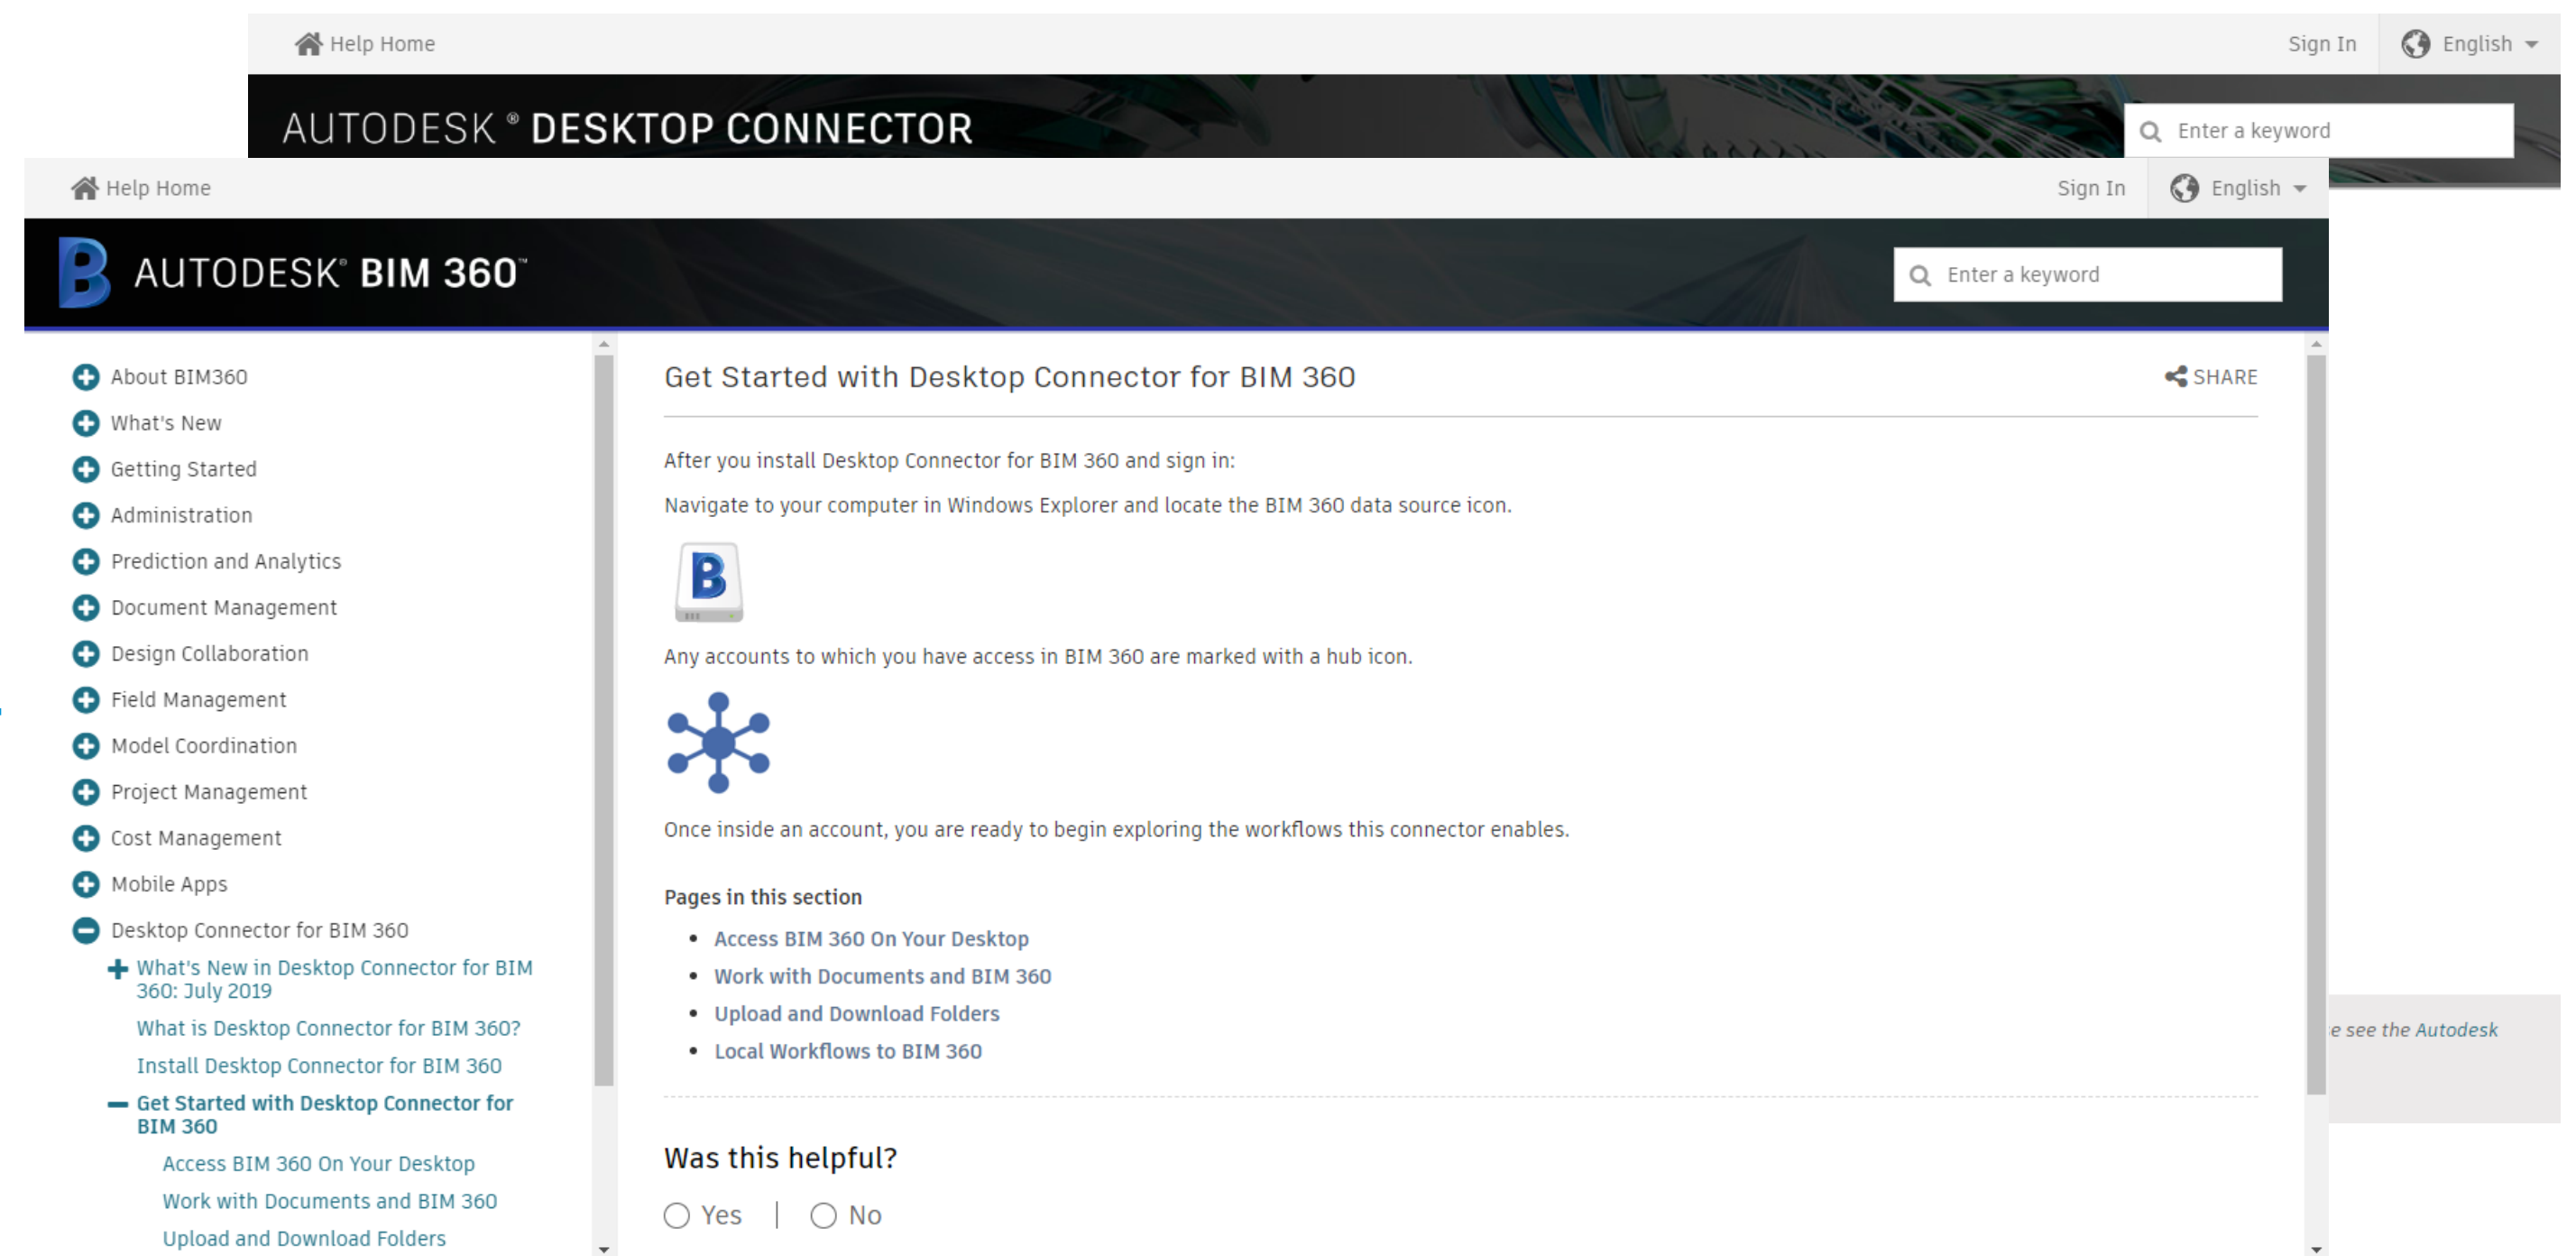 Help Home
Sign In
English
AUTODESK ® DESKTOP CONNECTOR
Enter a keyword
Help Home
Sign In
English
B AUTODESK® BIM 360™
Enter a keyword
About BIM360
What's New
Getting Started
Administration
Prediction and Analytics
Document Management
Design Collaboration
Field Management
Model Coordination
Project Management
Cost Management
Mobile Apps
Desktop Connector for BIM 360
What's New in Desktop Connector for BIM
360: July 2019
What is Desktop Connector for BIM 360?
Install Desktop Connector for BIM 360
Get Started with Desktop Connector for
BIM 360
Access BIM 360 On Your Desktop
Work with Documents and BIM 360
Upload and Download Folders
Get Started with Desktop Connector for BIM 360
SHARE
After you install Desktop Connector for BIM 360 and sign in:
Navigate to your computer in Windows Explorer and locate the BIM 360 data source icon.
B
Any accounts to which you have access in BIM 360 are marked with a hub icon.
Once inside an account, you are ready to begin exploring the workflows this connector enables.
Pages in this section
• Access BIM 360 On Your Desktop
• Work with Documents and BIM 360
• Upload and Download Folders
• Local Workflows to BIM 360
Was this helpful?
Yes | No
e see the Autodesk